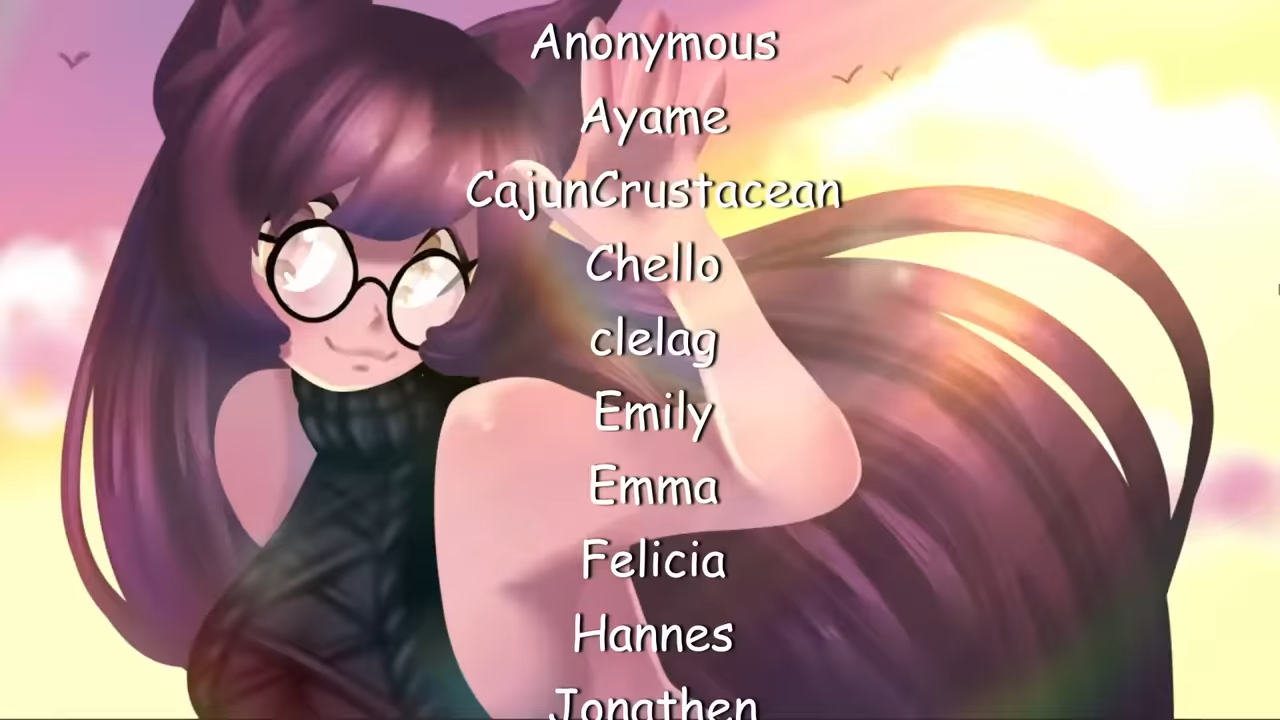 Anonymous
Ayame
CajunCrustacean
Chello
clelag
Emily
Emma
Felicia
Hannes
Jonathen